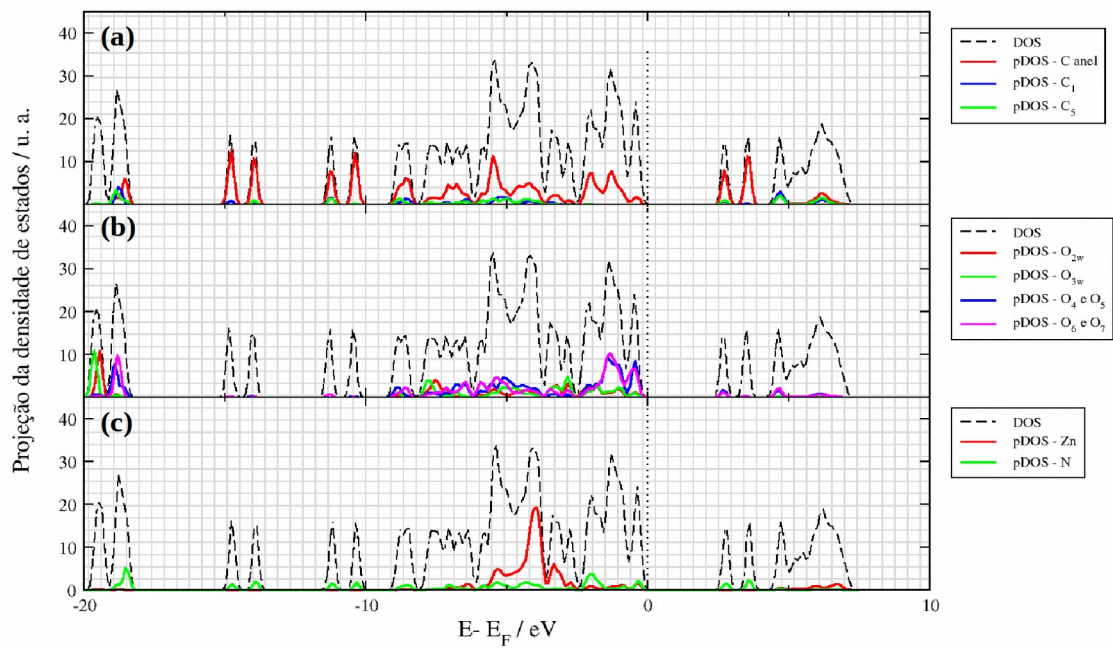 Projeção da densidade de estados / u. a.
(a)
40
30
20
10
DOS
pDOS - C anel
pDOS - C1
pDOS - C5
(b)
40
30
20
10
DOS
pDOS - O2w
pDOS - O3w
pDOS - O4 e O5
pDOS - O6 e O7
(c)
40
30
20
10
0
DOS
pDOS - Zn
pDOS - N
-20
-10
0
10
E- EF / eV